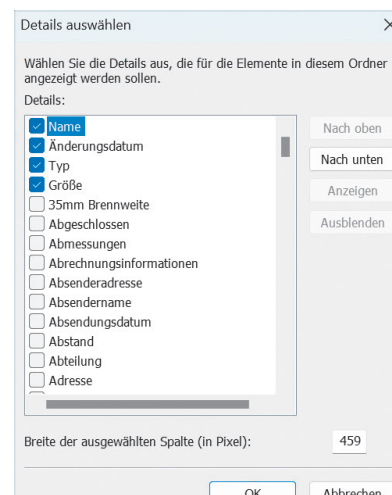 Details auswählen
Wählen Sie die Details aus, die für die Elemente in diesem Ordner
angezeigt werden sollen.
Details:
Name
Änderungsdatum
Typ
Größe
35mm Brennweite
Abgeschlossen
Abmessungen
Abrechnungsinformationen
Absenderadresse
Absendername
Absendungsdatum
Abstand
Abteilung
Adresse
Nach oben
Nach unten
Anzeigen
Ausblenden
Breite der ausgewählten Spalte (in Pixel): 459
OK Abbrechen